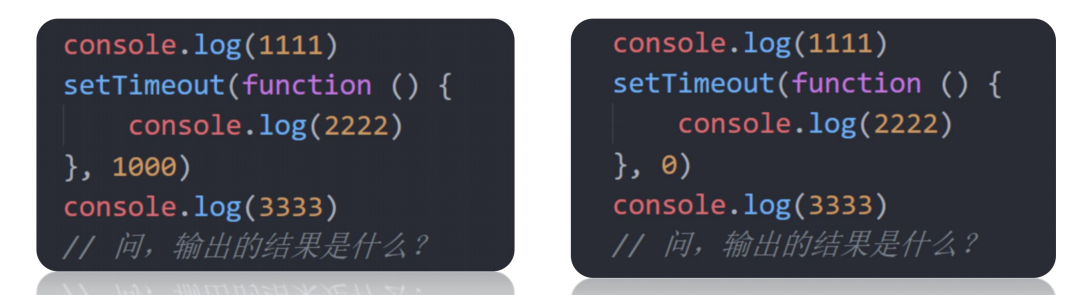 console.log(1111)
setTimeout(function () {
    console.log(2222)
}, 1000)
console.log(3333)
// 问，输出的结果是什么？
console.log(1111)
setTimeout(function () {
    console.log(2222)
}, 0)
console.log(3333)
// 问，输出的结果是什么？